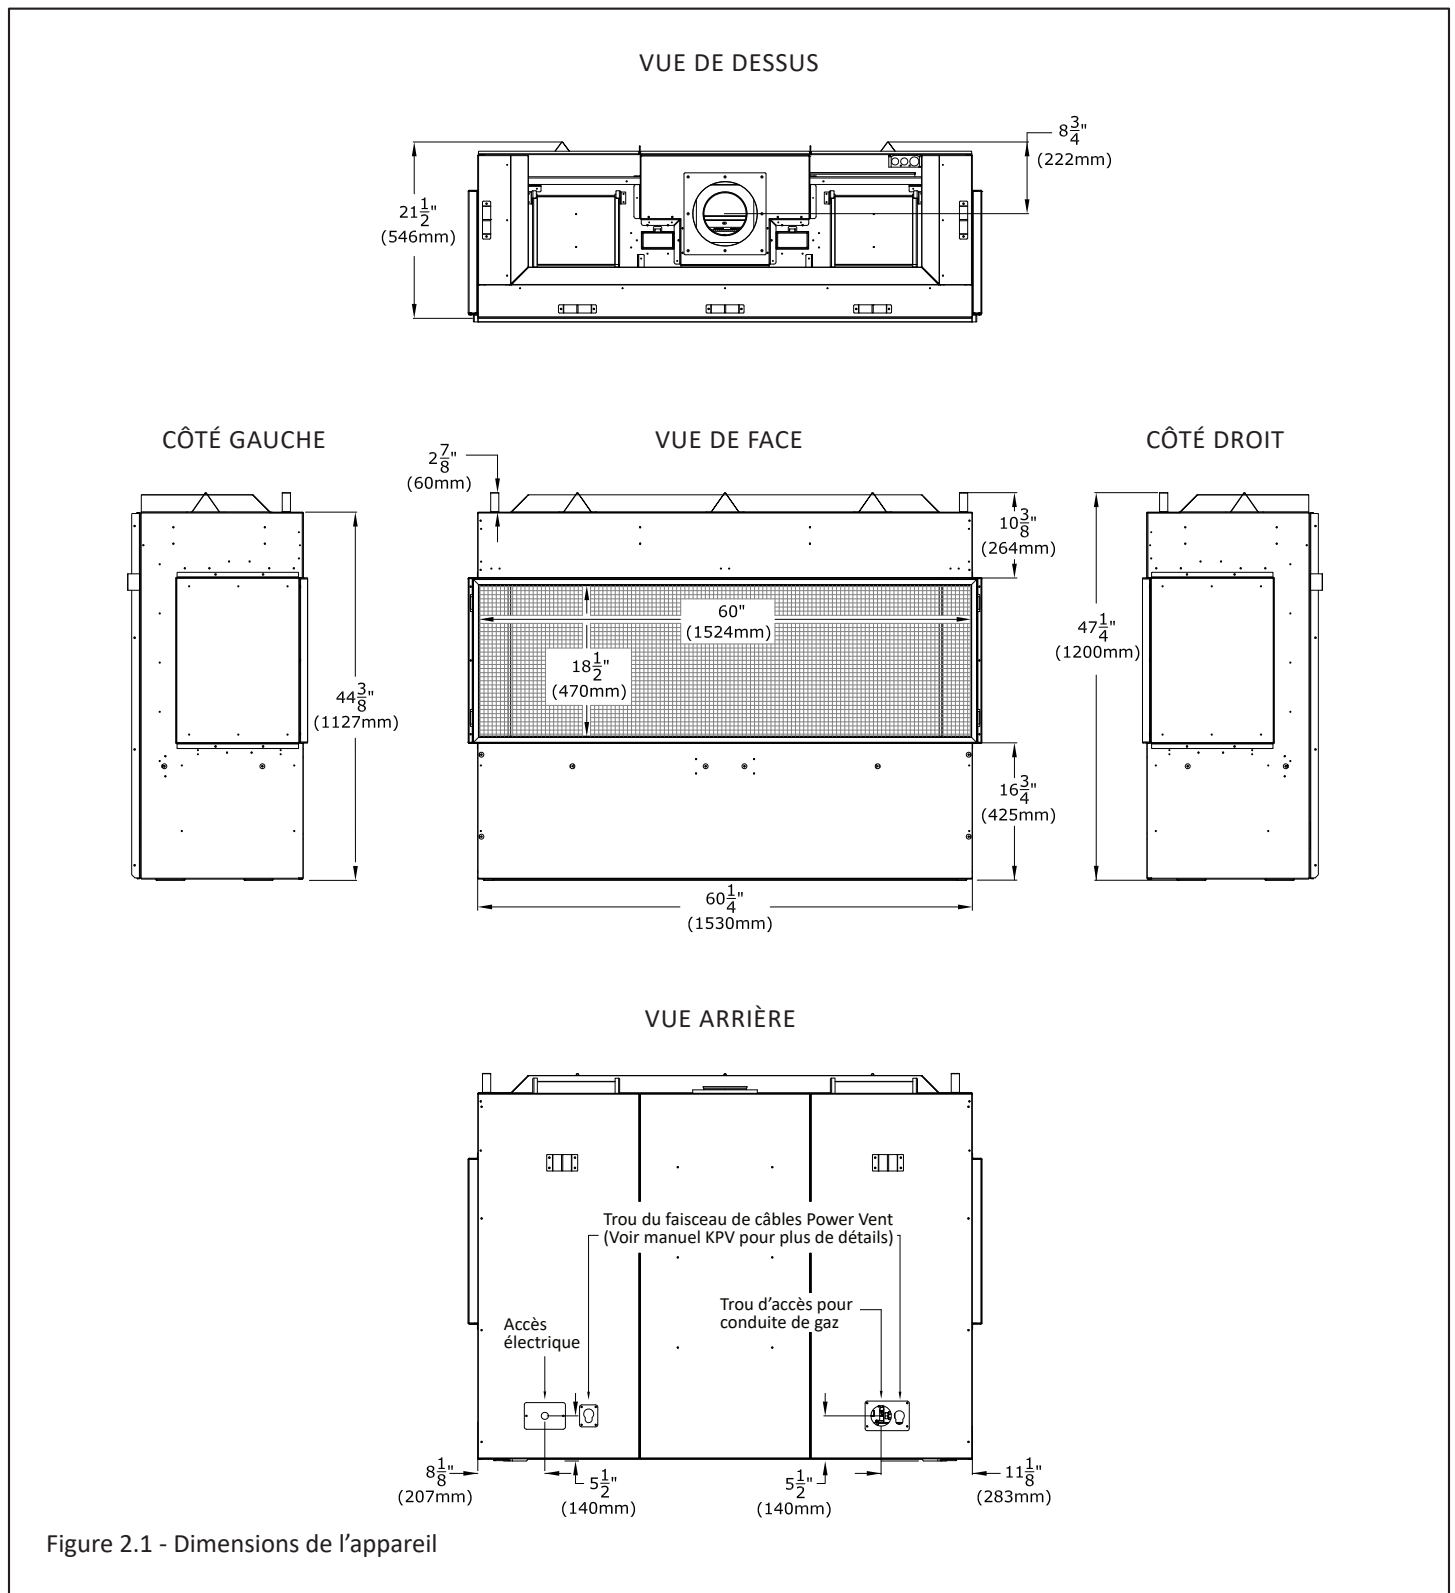 VUE DE DESSUS
8 3/4"
(222mm)
21 1/2"
(546mm)
CÔTÉ GAUCHE
VUE DE FACE
CÔTÉ DROIT
2 7/8"
(60mm)
10 3/8"
(264mm)
60"
(1524mm)
18 1/2"
(470mm)
44 3/8"
(1127mm)
47 1/4"
(1200mm)
16 3/4"
(425mm)
60 1/4"
(1530mm)
VUE ARRIÈRE
Trou du faisceau de câbles Power Vent
(Voir manuel KPV pour plus de détails)
Trou d’accès pour
conduite de gaz
Accès
électrique
8 1/8"
(207mm)
5 1/2"
(140mm)
5 1/2"
(140mm)
11 1/8"
(283mm)
Figure 2.1 - Dimensions de l’appareil